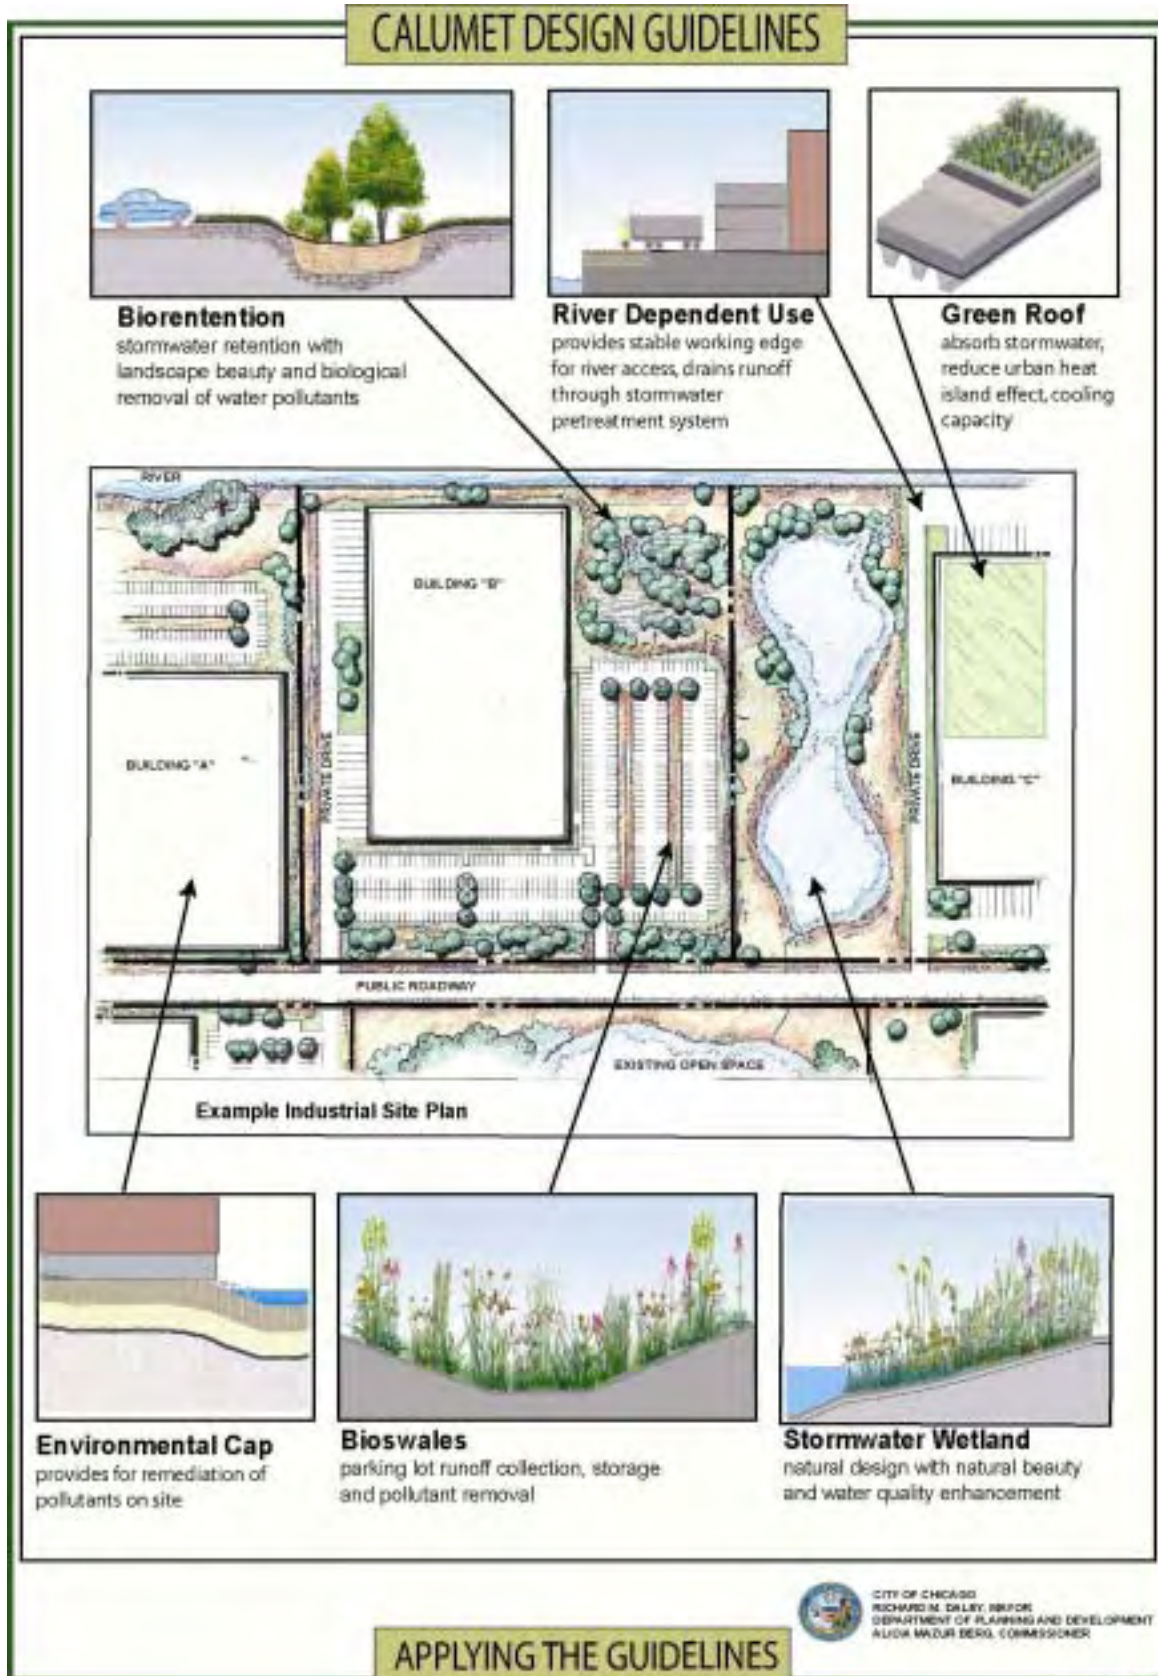 CALUMET DESIGN GUIDELINES
Biorentention
stormwater retention with
landscape beauty and biological
removal of water pollutants
River Dependent Use
provides stable working edge
for river access, drains runoff
through stormwater
pretreatment system
Green Roof
absorb stormwater,
reduce urban heat
island effect, cooling
capacity
RIVER
BUILDING "B"
BUILDING "A"
PRIVATE DRIVE
PRIVATE DRIVE
BUILDING "C"
PUBLIC ROADWAY
EXISTING OPEN SPACE
Example Industrial Site Plan
Environmental Cap
provides for remediation of
pollutants on site
Bioswales
parking lot runoff collection, storage
and pollutant removal
Stormwater Wetland
natural design with natural beauty
and water quality enhancement
CITY OF CHICAGO
RICHARD M. DALEY, MAYOR
DEPARTMENT OF PLANNING AND DEVELOPMENT
ALICIA MAZUR BERG, COMMISSIONER
APPLYING THE GUIDELINES